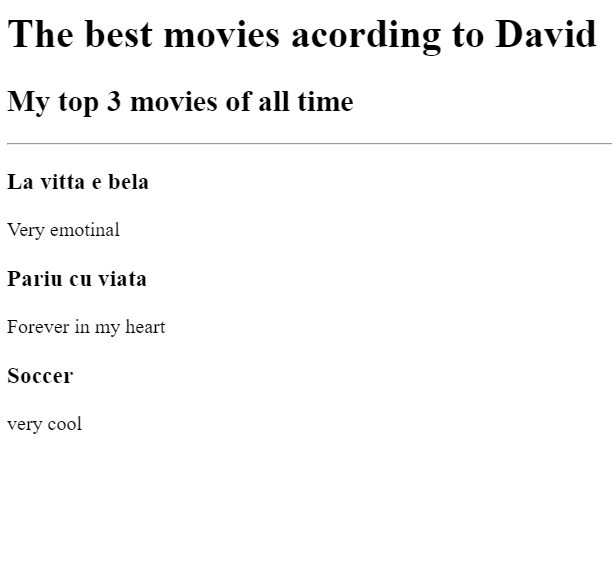 The best movies acording to David
My top 3 movies of all time
La vitta e bela
Very emotinal
Pariu cu viata
Forever in my heart
Soccer
very cool